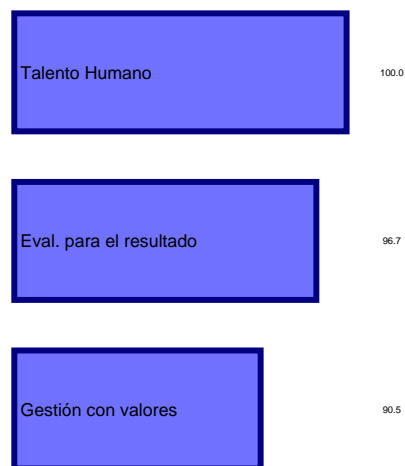 Talento Humano 100.0
Eval. para el resultado 96.7
Gestión con valores 90.5